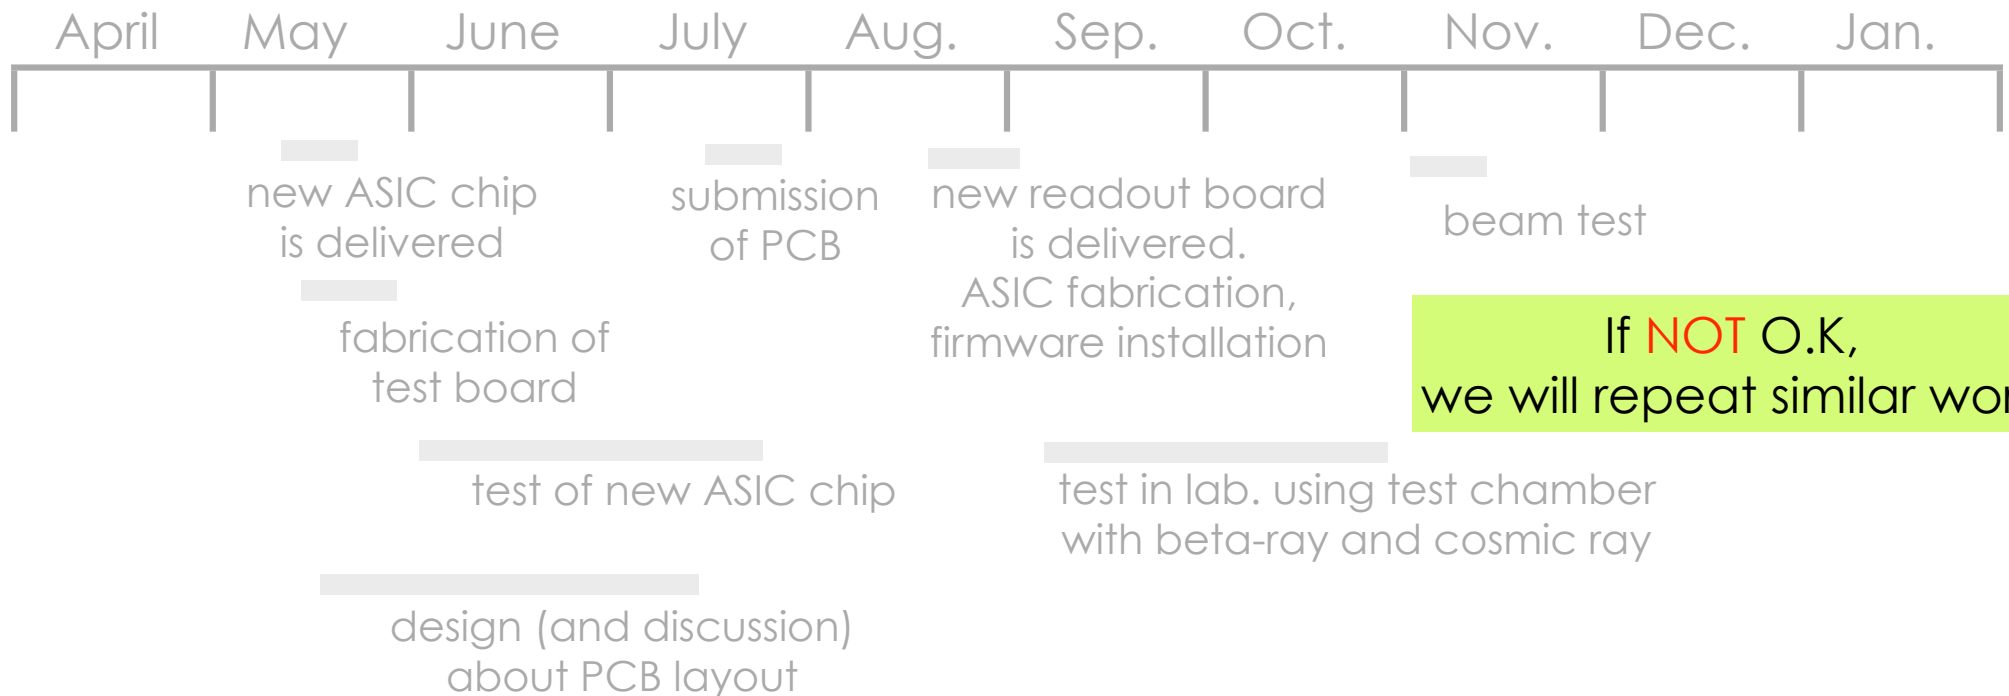 April May June July Aug. Sep. Oct. Nov. Dec. Jan.
new ASIC chip
is delivered
submission
of PCB
new readout board
is delivered.
ASIC fabrication,
firmware installation
beam test
fabrication of
test board
If NOT O.K,
we will repeat similar
test of new ASIC chip
test in lab. using test chamber
with beta-ray and cosmic ray
design (and discussion)
about PCB layout